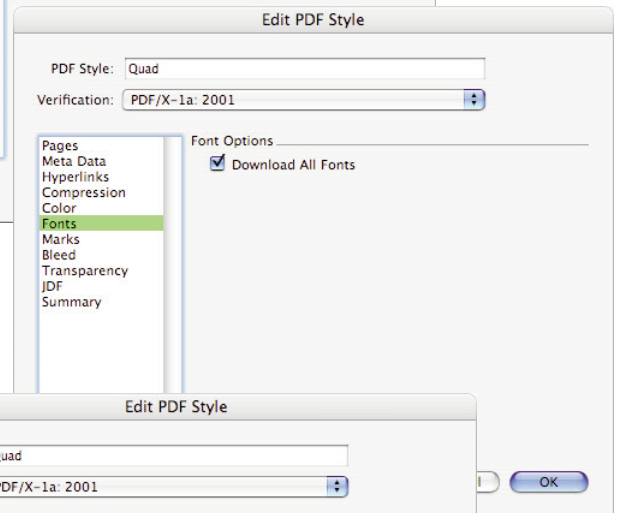 Edit PDF Style
PDF Style: Quad
Verification: PDF/X-1a: 2001
Pages
Meta Data
Hyperlinks
Compression
Color
Fonts
Marks
Bleed
Transparency
JDF
Summary
Font Options
Download All Fonts
OK
Edit PDF Style
PDF/X-1a: 2001